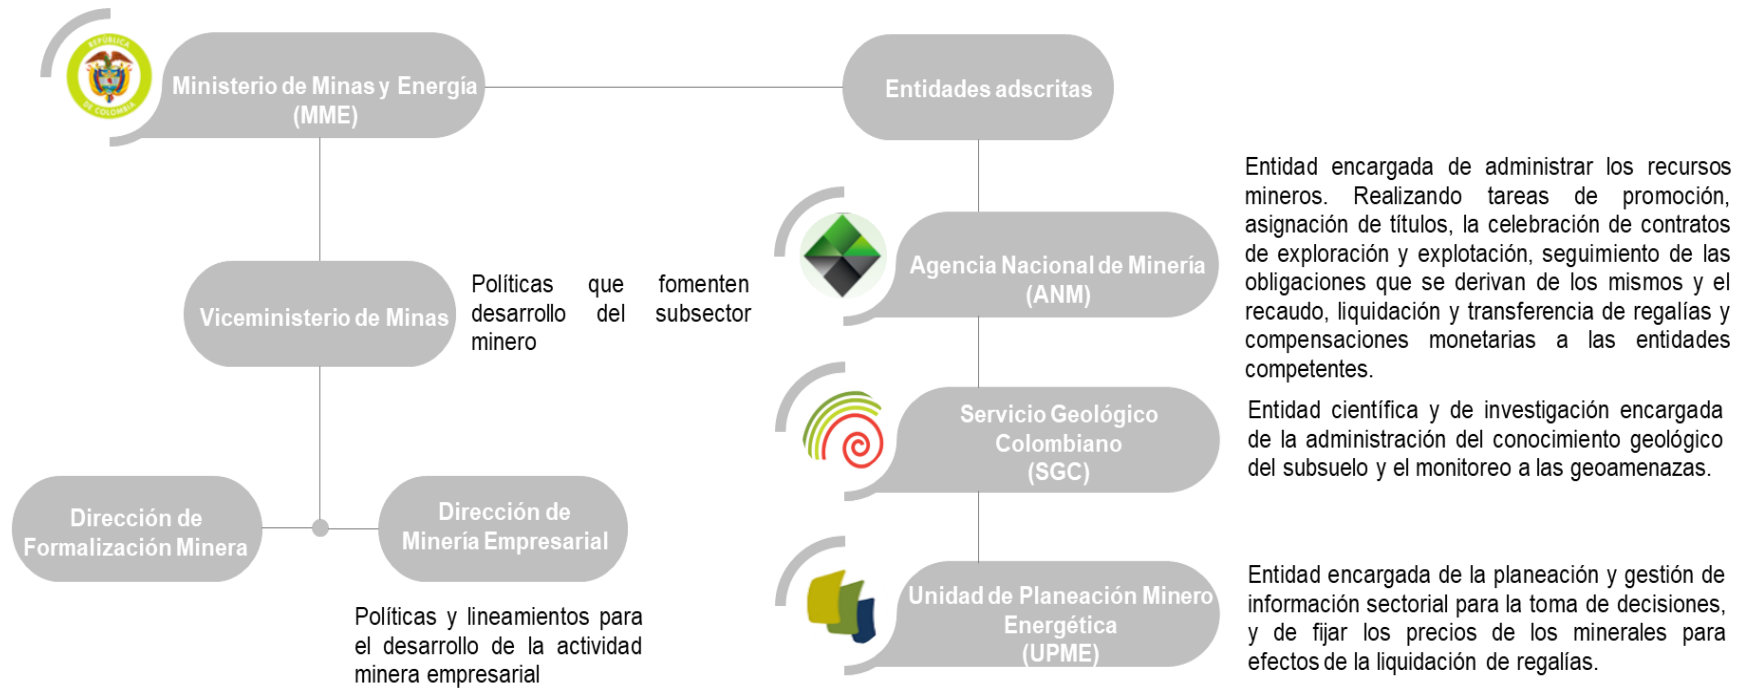 REPÚBLICA
DE COLOMBIA
Ministerio de Minas y Energía
(MME)
Entidades adscritas
Viceministerio de Minas
Políticas que fomenten
desarrollo del subsector
minero
Dirección de
Formalización Minera
Dirección de
Minería Empresarial
Políticas y lineamientos para
el desarrollo de la actividad
minera empresarial
Agencia Nacional de Minería
(ANM)
Entidad encargada de administrar los recursos
mineros. Realizando tareas de promoción,
asignación de títulos, la celebración de contratos
de exploración y explotación, seguimiento de las
obligaciones que se derivan de los mismos y el
recaudo, liquidación y transferencia de regalías y
compensaciones monetarias a las entidades
competentes.
Servicio Geológico
Colombiano
(SGC)
Entidad científica y de investigación encargada
de la administración del conocimiento geológico
del subsuelo y el monitoreo a las geoamenazas.
Unidad de Planeación Minero
Energética
(UPME)
Entidad encargada de la planeación y gestión de
información sectorial para la toma de decisiones,
y de fijar los precios de los minerales para
efectos de la liquidación de regalías.